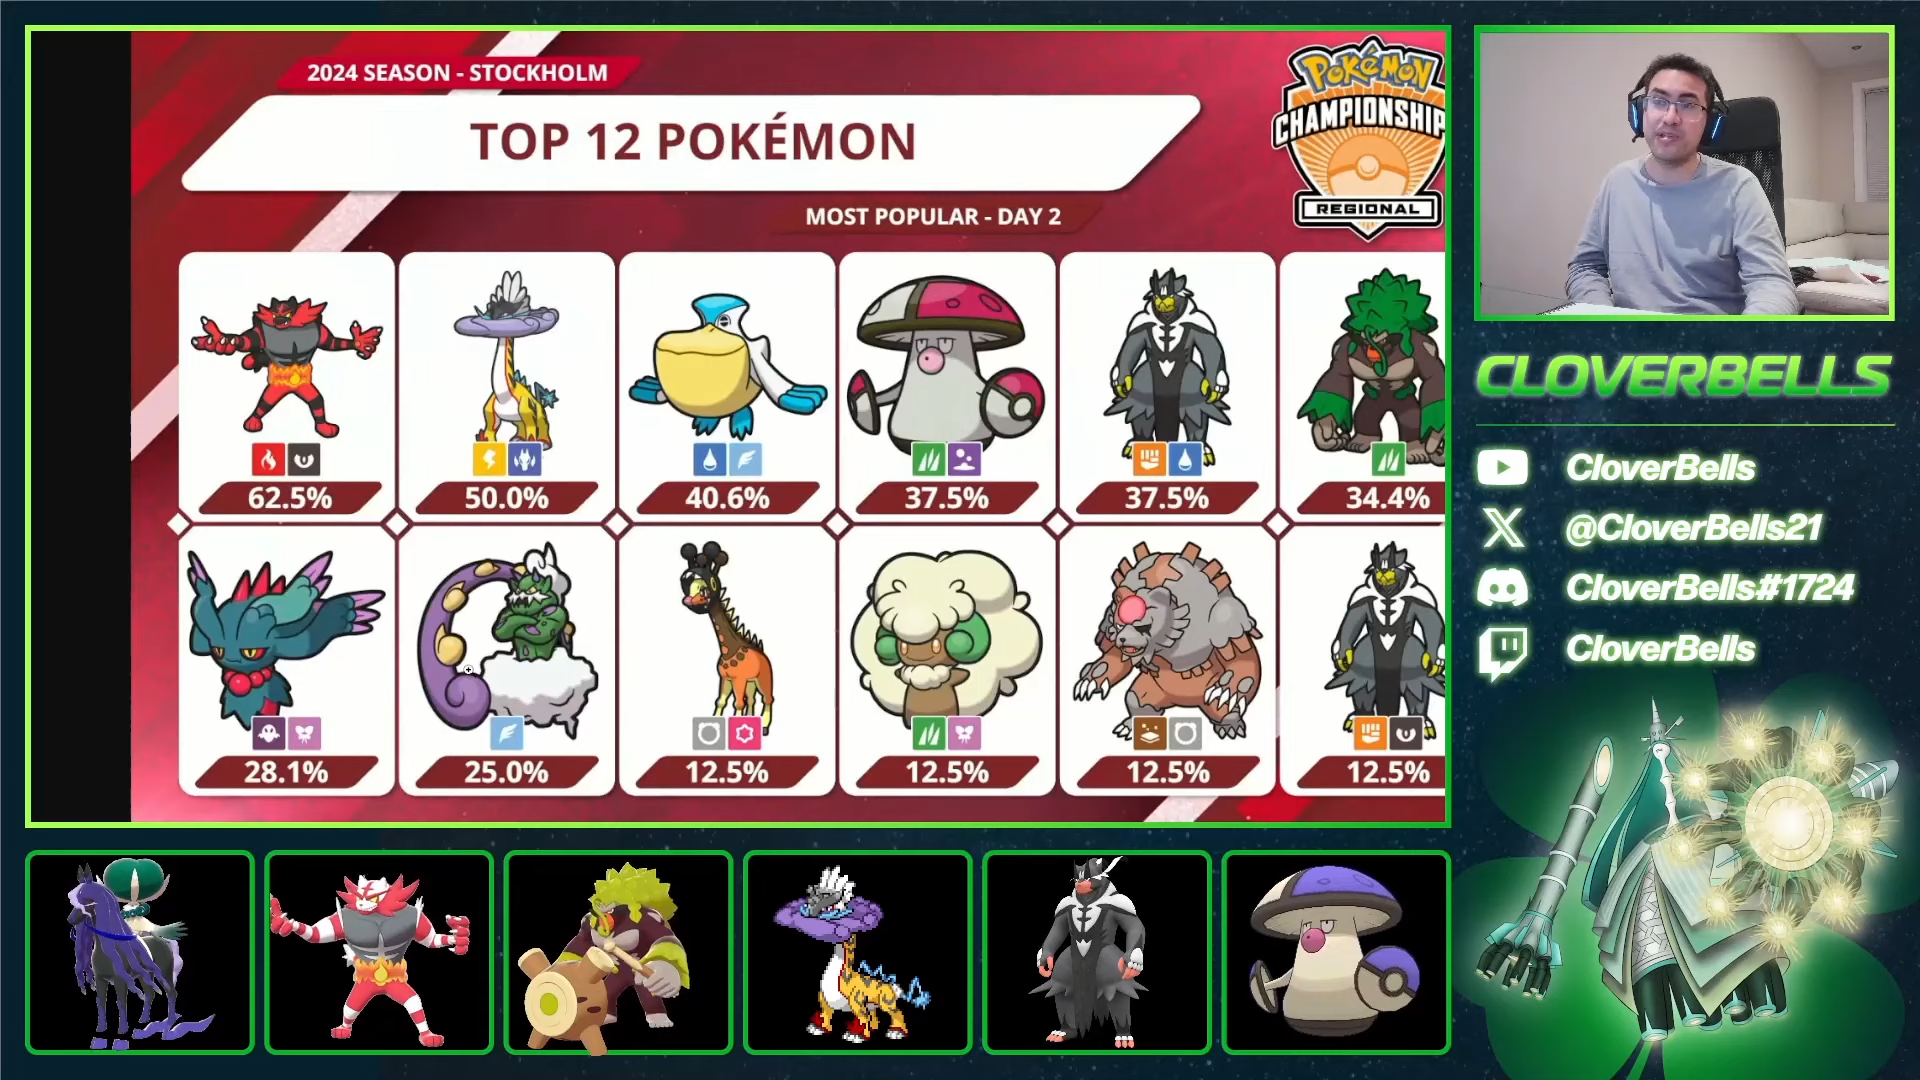 2024 SEASON - STOCKHOLM
TOP 12 POKÉMON
MOST POPULAR - DAY 2
POKÉMON
CHAMPIONSHIP
REGIONAL
62.5%
50.0%
40.6%
37.5%
37.5%
34.4%
28.1%
25.0%
12.5%
12.5%
12.5%
12.5%
CLOVERBELLS
CloverBells
@CloverBells21
CloverBells#1724
CloverBells